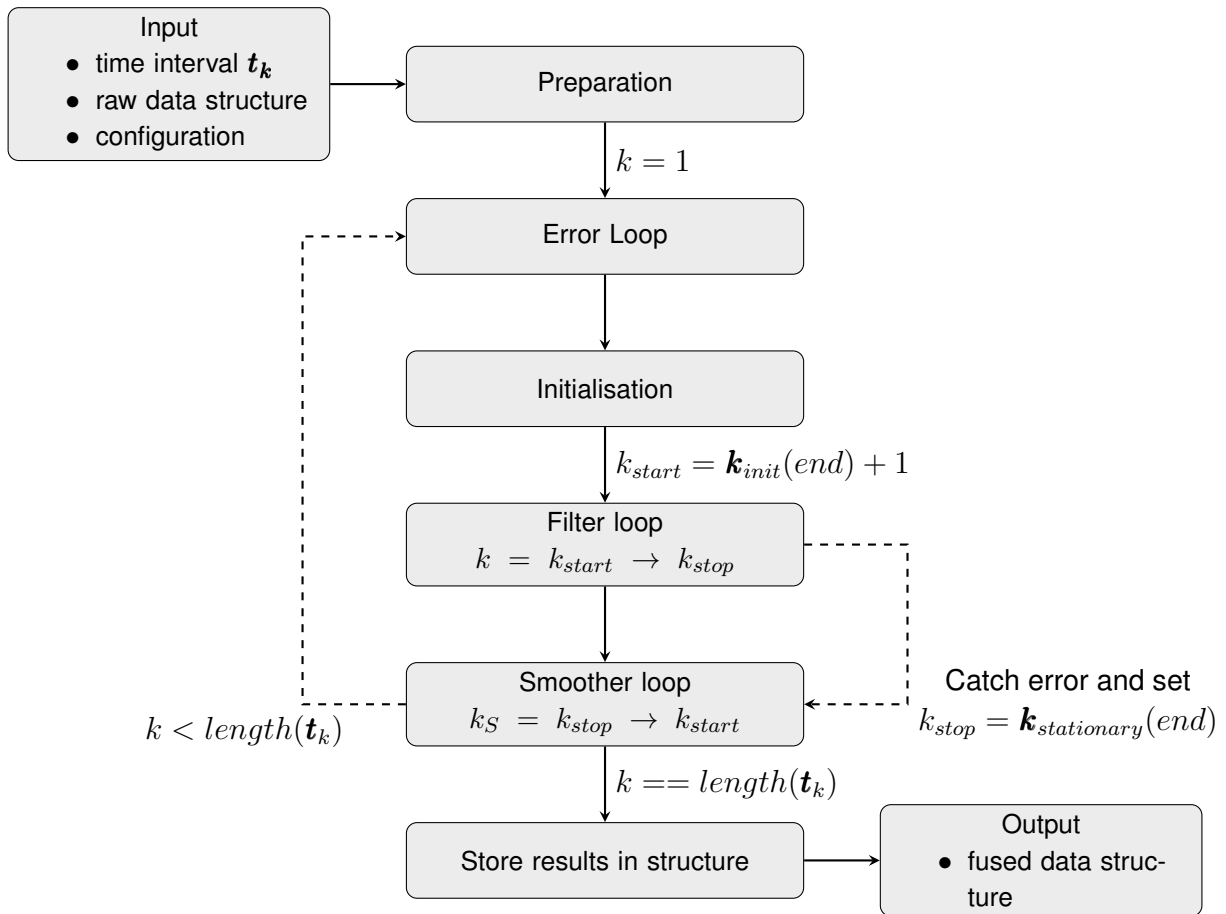 Input
● time interval t_k
● raw data structure
● configuration
Preparation
k = 1
Error Loop
Initialisation
k_start = k_init(end) + 1
Filter loop
k = k_start → k_stop
Smoother loop
k_S = k_stop → k_start
Catch error and set
k_stop = k_stationary(end)
k < length(t_k)
k == length(t_k)
Store results in structure
Output
● fused data struc-
ture